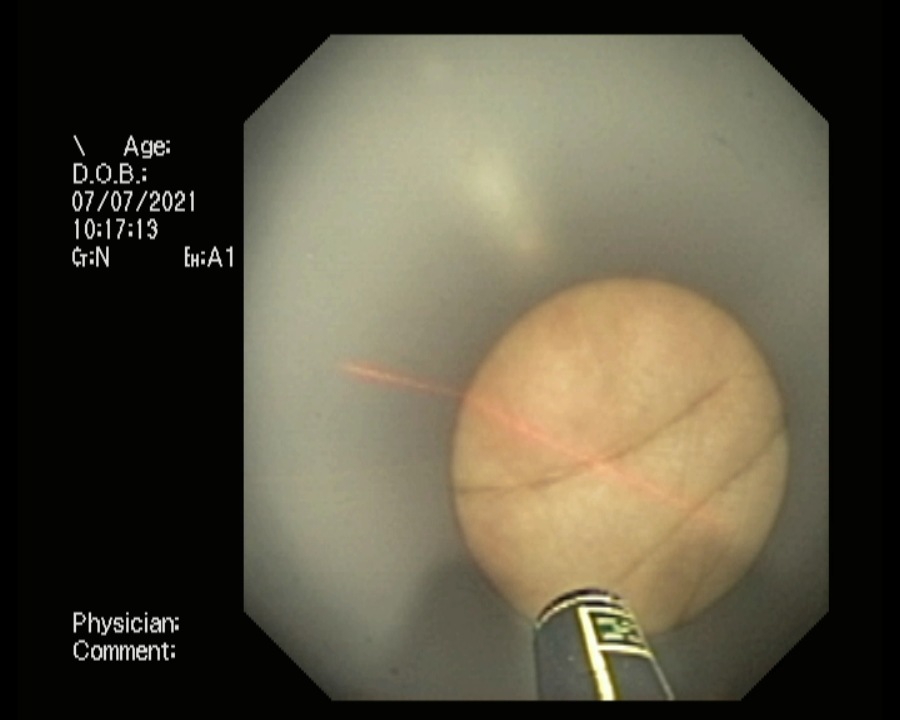 \ Age:
D.O.B.:
07/07/2021
10:17:13
Cr:N Eh:A1
Physician:
Comment: